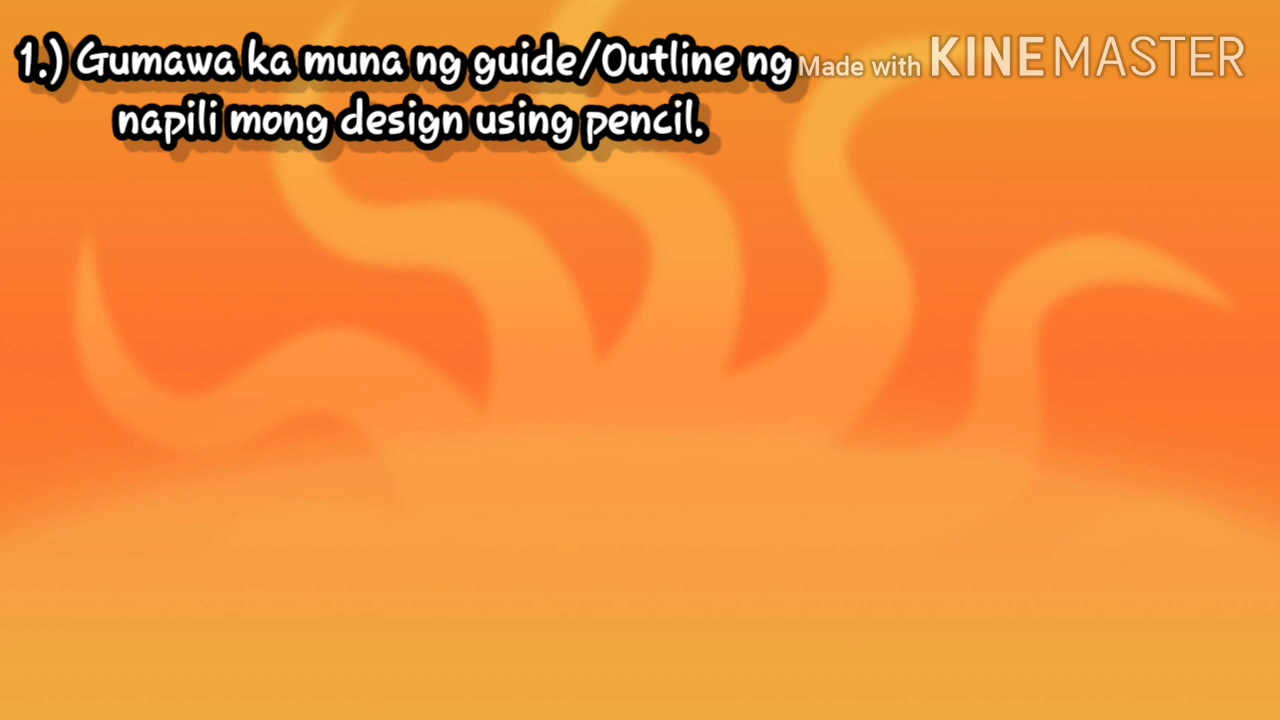 1.) Gumawa ka muna ng guide/Outline ng
napili mong design using pencil.
Made with KINEMASTER